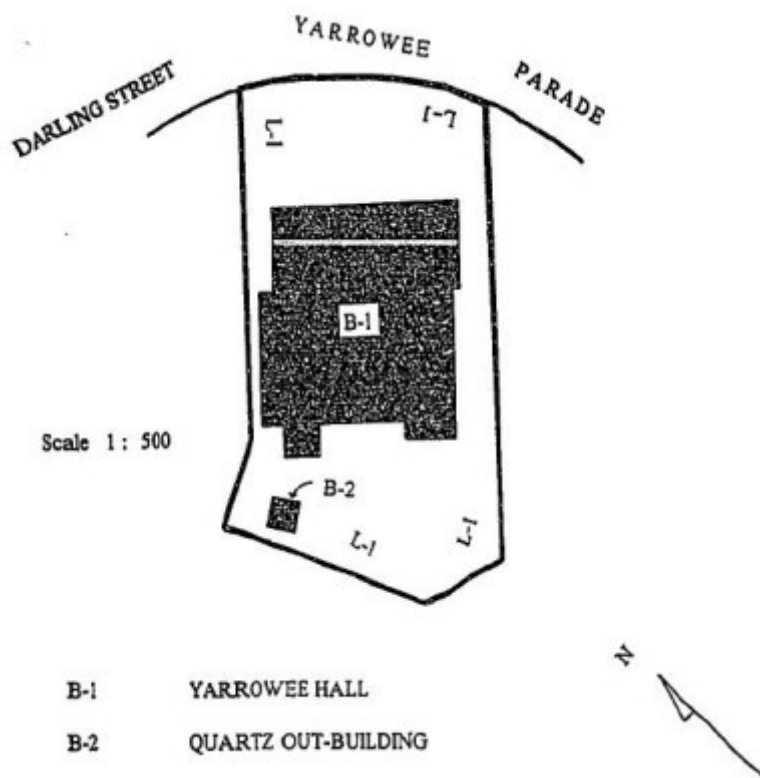 YARROWEE
PARADE
DARLING STREET
L-1
L-1
B-1
Scale 1 : 500
B-2
L-1
L-1
N
B-1 YARROWEE HALL
B-2 QUARTZ OUT-BUILDING